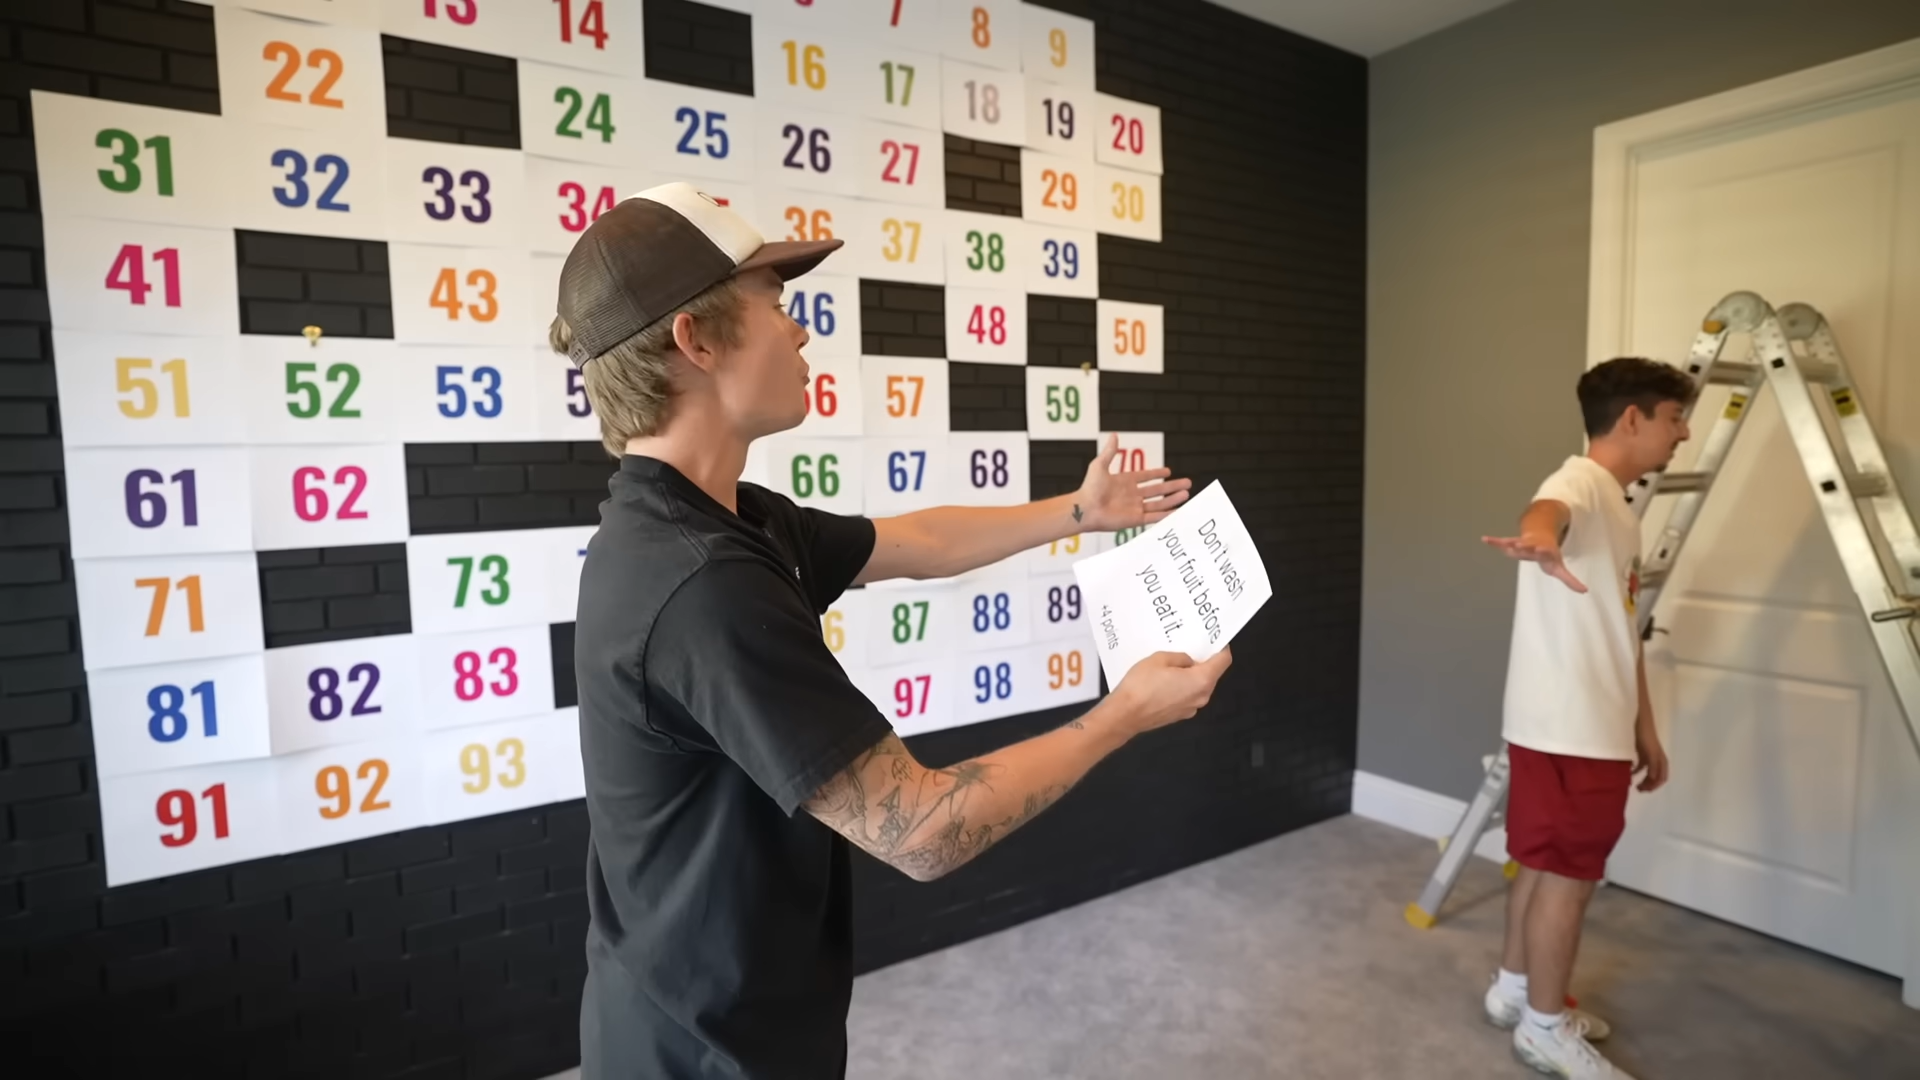 13 14 7 8 9
22 24 25 16 17 18 19 20
31 32 33 34 26 27 29 30
41 43 36 37 38 39
46 48 50
51 52 53 57 59
61 62 66 67 68 70
71 73 79
81 82 83 87 88 89
91 92 93 97 98 99
Don't wash
your fruit before
you eat it..
+4 points